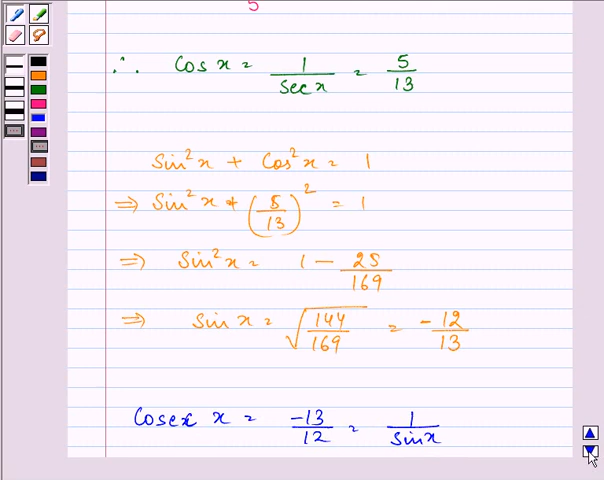 5
∴ Cos x = 1/sec x = 5/13
Sin²x + Cos²x = 1
⇒ Sin²x + (5/13)² = 1
⇒ Sin²x = 1 - 25/169
⇒ Sin x = √(144/169) = -12/13
Cosec x = -13/12 = 1/sin x